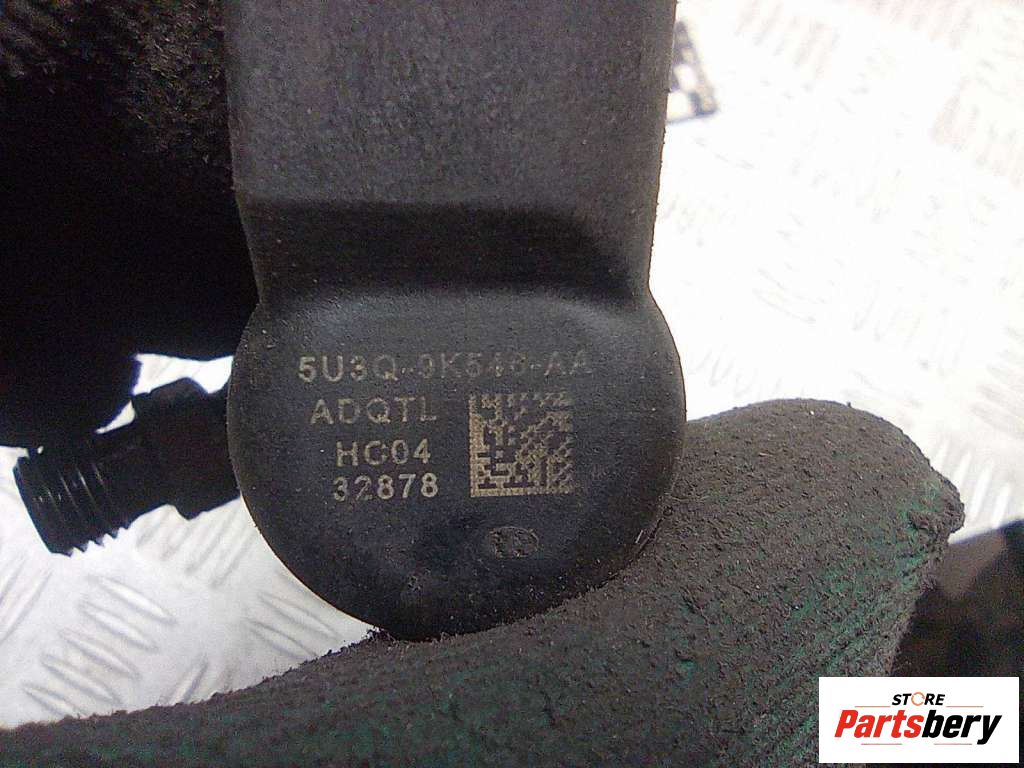 5U3Q-9K546-AA
ADQTL
HC04
32878
STORE
Partsbery